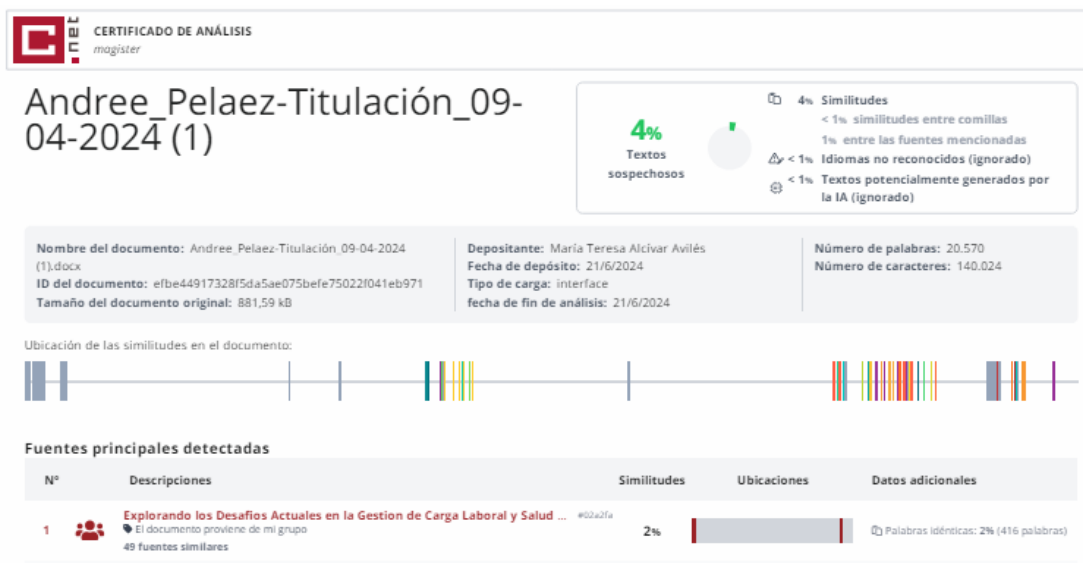 C .net
CERTIFICADO DE ANÁLISIS
magister
Andree_Pelaez-Titulación_09-
04-2024 (1)
4%
Textos
sospechosos
4% Similitudes
< 1% similitudes entre comillas
1% entre las fuentes mencionadas
< 1% Idiomas no reconocidos (ignorado)
< 1% Textos potencialmente generados por
la IA (ignorado)
Nombre del documento: Andree_Pelaez-Titulación_09-04-2024
(1).docx
ID del documento: efbe44917328f5da5ae075befe75022f041eb971
Tamaño del documento original: 881,59 kB
Depositante: María Teresa Alcívar Avilés
Fecha de depósito: 21/6/2024
Tipo de carga: interface
fecha de fin de análisis: 21/6/2024
Número de palabras: 20.570
Número de caracteres: 140.024
Ubicación de las similitudes en el documento:
Fuentes principales detectadas
N° Descripciones Similitudes Ubicaciones Datos adicionales
1 Explorando los Desafios Actuales en la Gestion de Carga Laboral y Salud ... #02a2fa
El documento proviene de mi grupo
49 fuentes similares
2%
Palabras idénticas: 2% (416 palabras)